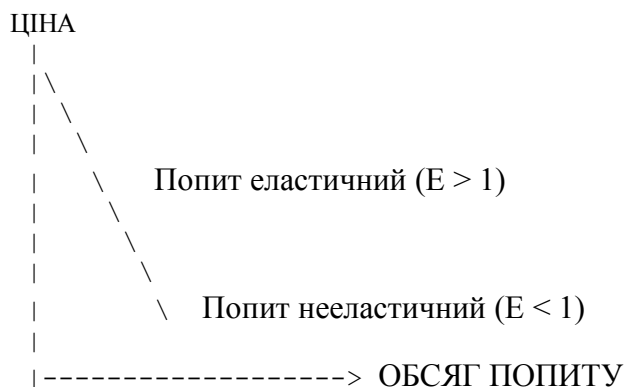 ЦІНА
Попит еластичний (E > 1)
Попит нееластичний (E < 1)
ОБСЯГ ПОПИТУ